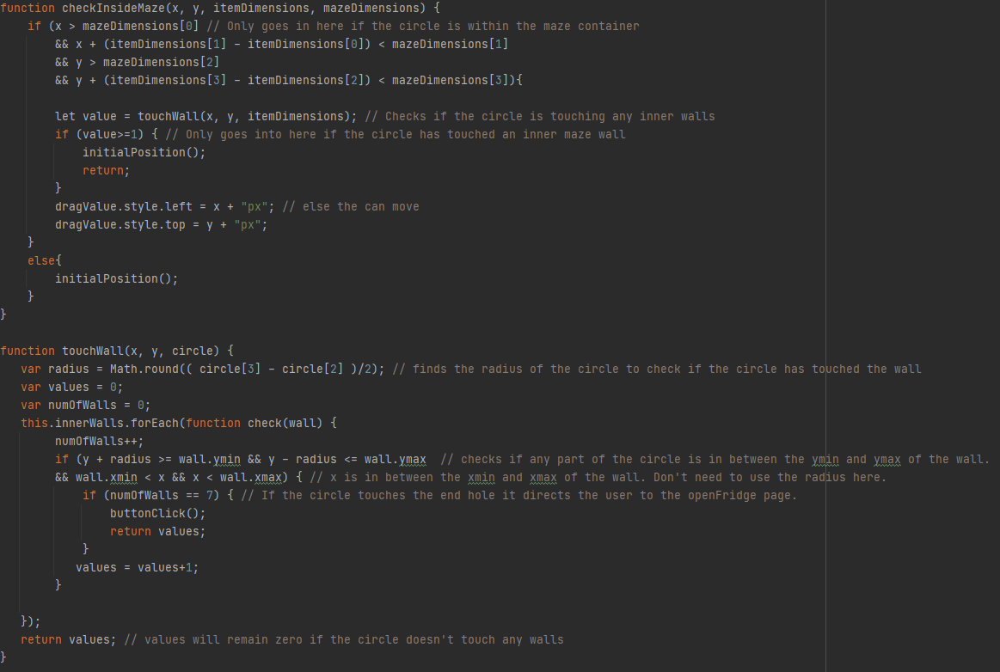 function checkInsideMaze(x, y, itemDimensions, mazeDimensions) {
if (x > mazeDimensions[0] // Only goes in here if the circle is within the maze container
&& x + (itemDimensions[1] - itemDimensions[0]) < mazeDimensions[1]
&& y > mazeDimensions[2]
&& y + (itemDimensions[3] - itemDimensions[2]) < mazeDimensions[3]){
let value = touchWall(x, y, itemDimensions); // Checks if the circle is touching any inner walls
if (value>=1) { // Only goes into here if the circle has touched an inner maze wall
initialPosition();
return;
}
dragValue.style.left = x + "px"; // else the can move
dragValue.style.top = y + "px";
}
else{
initialPosition();
}
}
function touchWall(x, y, circle) {
var radius = Math.round(( circle[3] - circle[2] )/2); // finds the radius of the circle to check if the circle has touched the wall
var values = 0;
var numOfWalls = 0;
this.innerWalls.forEach(function check(wall) {
numOfWalls++;
if (y + radius >= wall.ymin && y - radius <= wall.ymax // checks if any part of the circle is in between the ymin and ymax of the wall.
&& wall.xmin < x && x < wall.xmax) { // x is in between the xmin and xmax of the wall. Don't need to use the radius here.
if (numOfWalls == 7) { // If the circle touches the end hole it directs the user to the openFridge page.
buttonClick();
return values;
}
values = values+1;
}
});
return values; // values will remain zero if the circle doesn't touch any walls
}